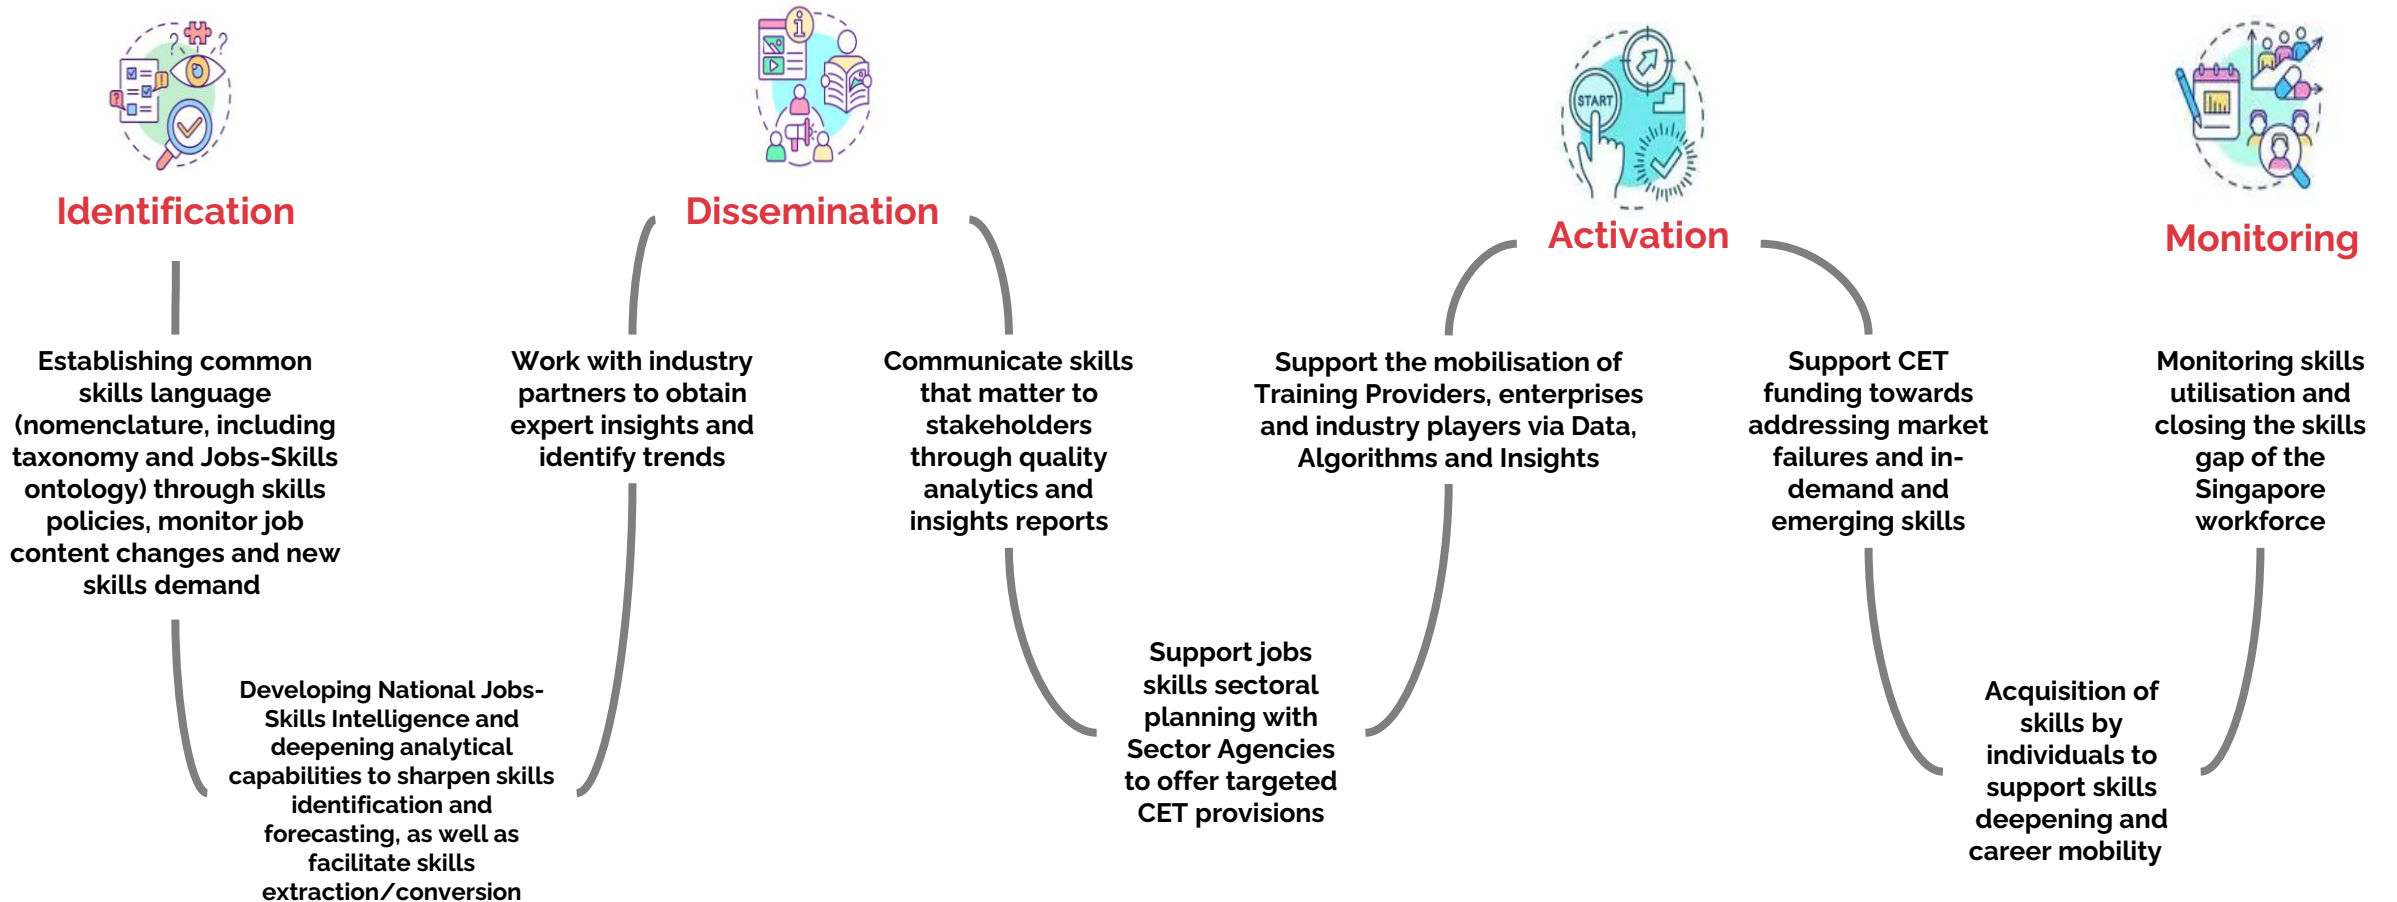 START
Identification
Dissemination
Activation
Monitoring
Establishing common
skills language
(nomenclature, including
taxonomy and Jobs-Skills
ontology) through skills
policies, monitor job
content changes and new
skills demand
Developing National Jobs-
Skills Intelligence and
deepening analytical
capabilities to sharpen skills
identification and
forecasting, as well as
facilitate skills
extraction/conversion
Work with industry
partners to obtain
expert insights and
identify trends
Communicate skills
that matter to
stakeholders
through quality
analytics and
insights reports
Support jobs
skills sectoral
planning with
Sector Agencies
to offer targeted
CET provisions
Support the mobilisation of
Training Providers, enterprises
and industry players via Data,
Algorithms and Insights
Support CET
funding towards
addressing market
failures and in-
demand and
emerging skills
Acquisition of
skills by
individuals to
support skills
deepening and
career mobility
Monitoring skills
utilisation and
closing the skills
gap of the
Singapore
workforce